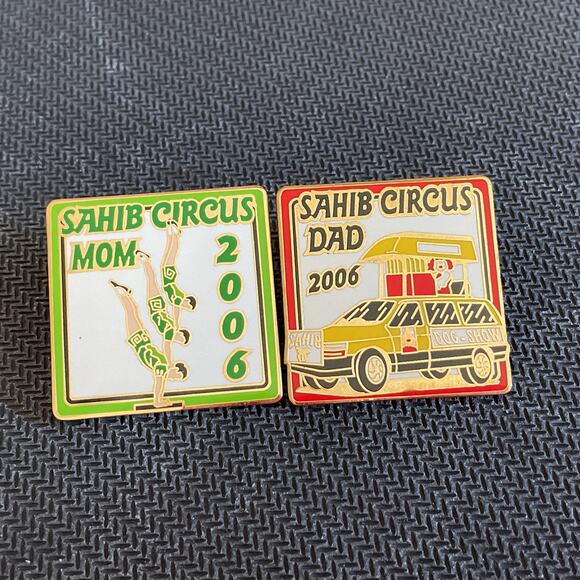 SAHIB CIRCUS
MOM
2006
SAHIB CIRCUS
DAD
2006
SAHIB
DOG-SHOW